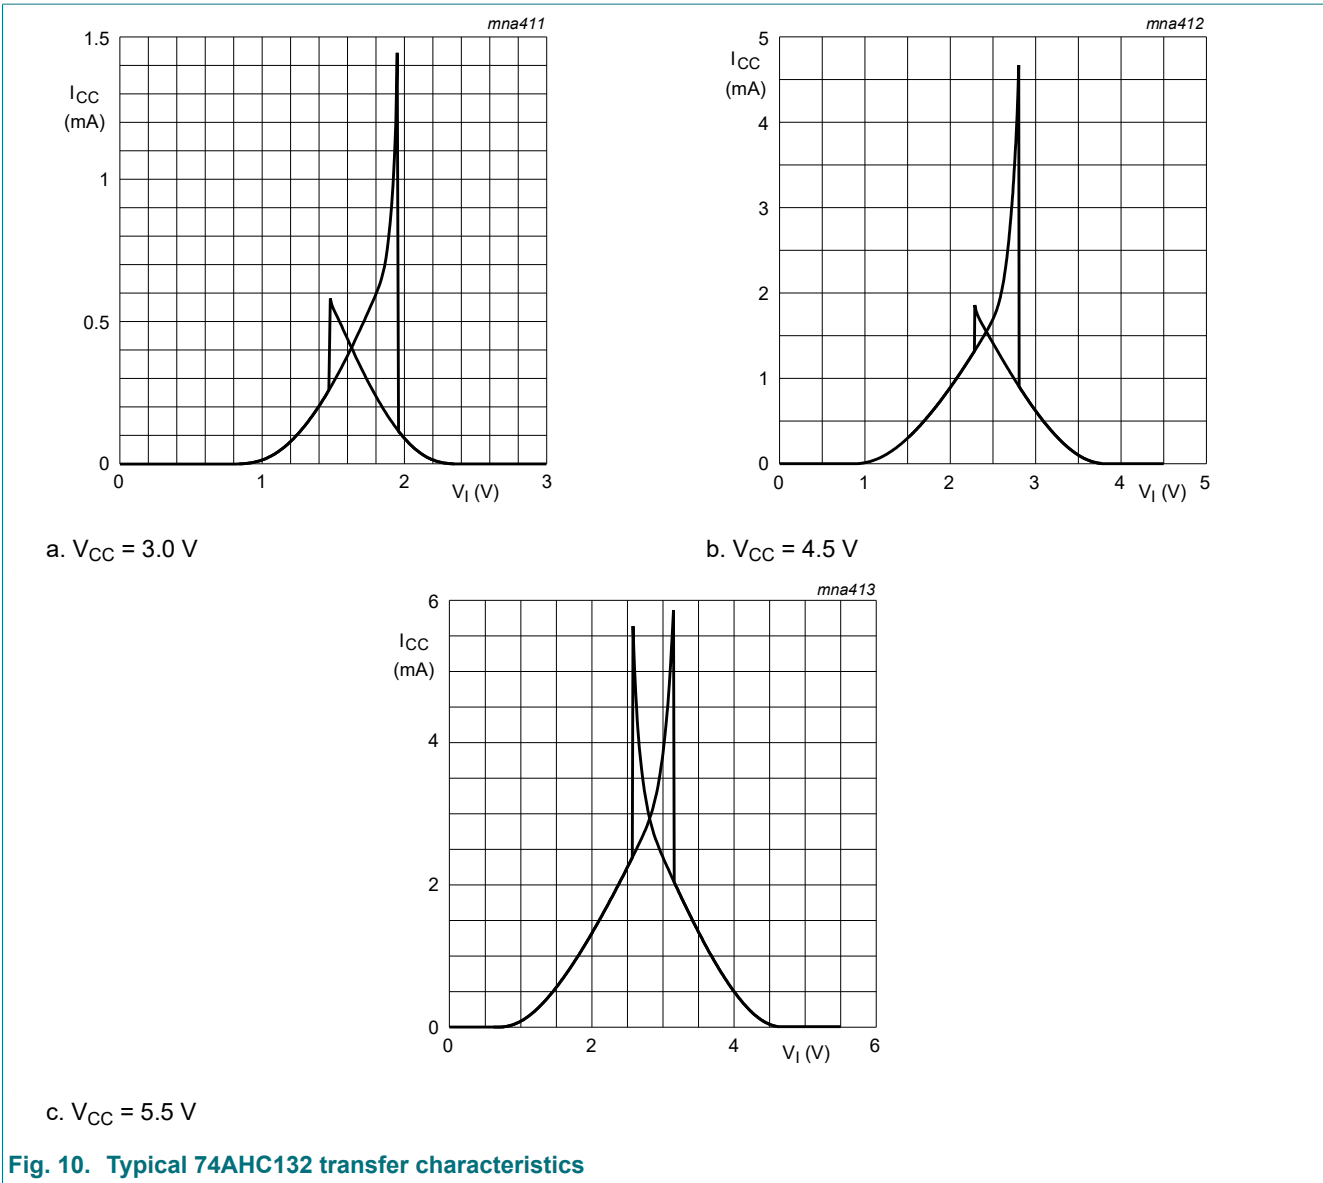 mna411
1.5
ICC
(mA)
1
0.5
0
0 1 2 3
VI (V)
a. VCC = 3.0 V
mna412
5
ICC
(mA)
4
3
2
1
0
0 1 2 3 4 5
VI (V)
b. VCC = 4.5 V
mna413
6
ICC
(mA)
4
2
0
0 2 4 6
VI (V)
c. VCC = 5.5 V
Fig. 10. Typical 74AHC132 transfer characteristics